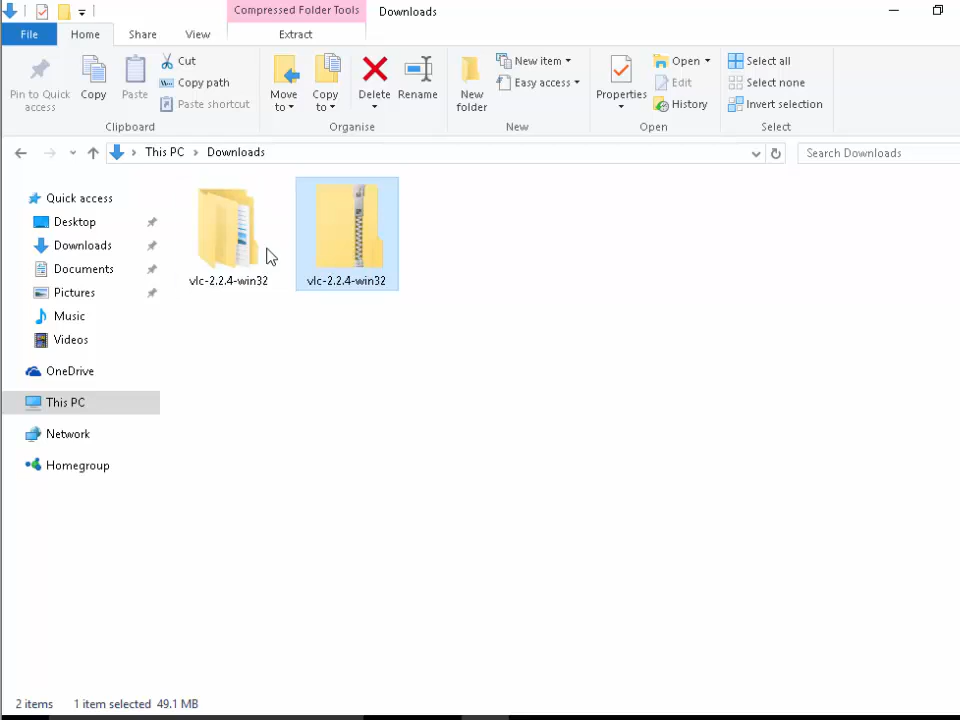 Compressed Folder Tools
Downloads
File
Home
Share
View
Extract
Pin to Quick
access
Copy
Paste
Cut
Copy path
Paste shortcut
Clipboard
Move
to
Copy
to
Delete
Rename
Organise
New
folder
New item
Easy access
New
Properties
Open
Edit
History
Open
Select all
Select none
Invert selection
Select
This PC
Downloads
Search Downloads
Quick access
Desktop
Downloads
Documents
Pictures
Music
Videos
OneDrive
This PC
Network
Homegroup
vlc-2.2.4-win32
vlc-2.2.4-win32
2 items
1 item selected 49.1 MB